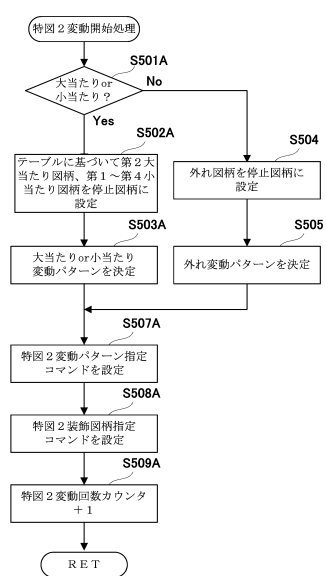 特図２変動開始処理
S501A
大当たりor
小当たり？
No
Yes
S502A
テーブルに基づいて第２大
当たり図柄、第１～第４小
当たり図柄を停止図柄に
設定
S504
外れ図柄を停止図柄に
設定
S503A
大当たりor小当たり
変動パターンを決定
S505
外れ変動パターンを決定
S507A
特図２変動パターン指定
コマンドを設定
S508A
特図２装飾図柄指定
コマンドを設定
S509A
特図２変動回数カウンタ
＋１
ＲＥＴ